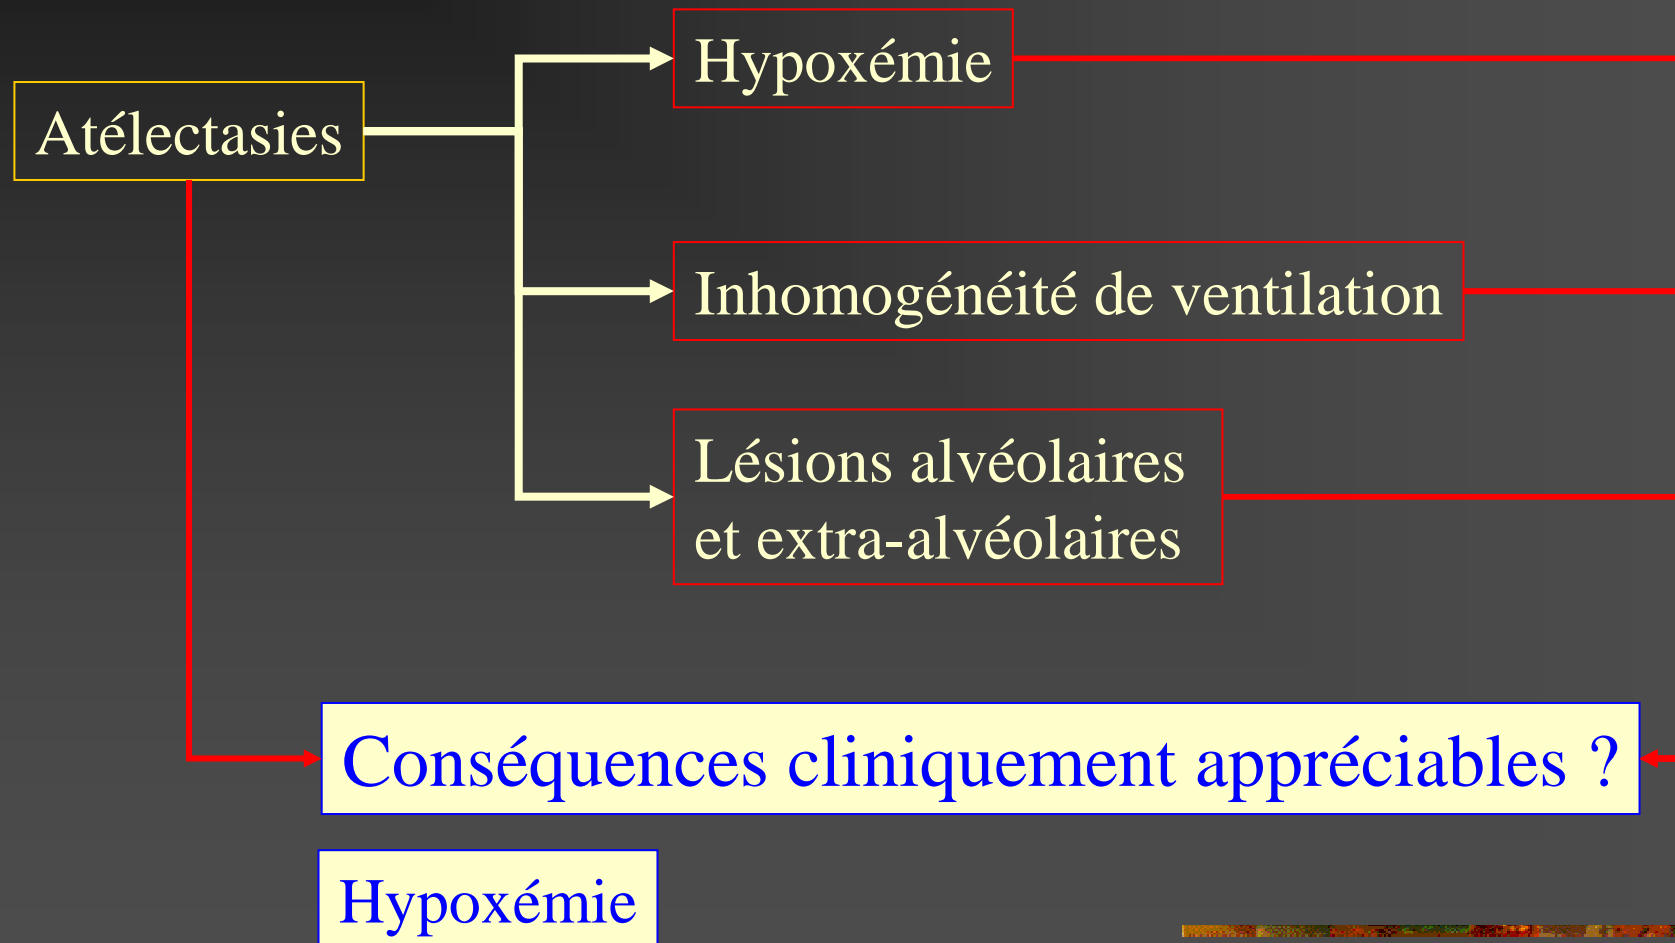 Hypoxémie
Atélectasies
Inhomogénéité de ventilation
Lésions alvéolaires
et extra-alvéolaires
Conséquences cliniquement appréciables ?
Hypoxémie